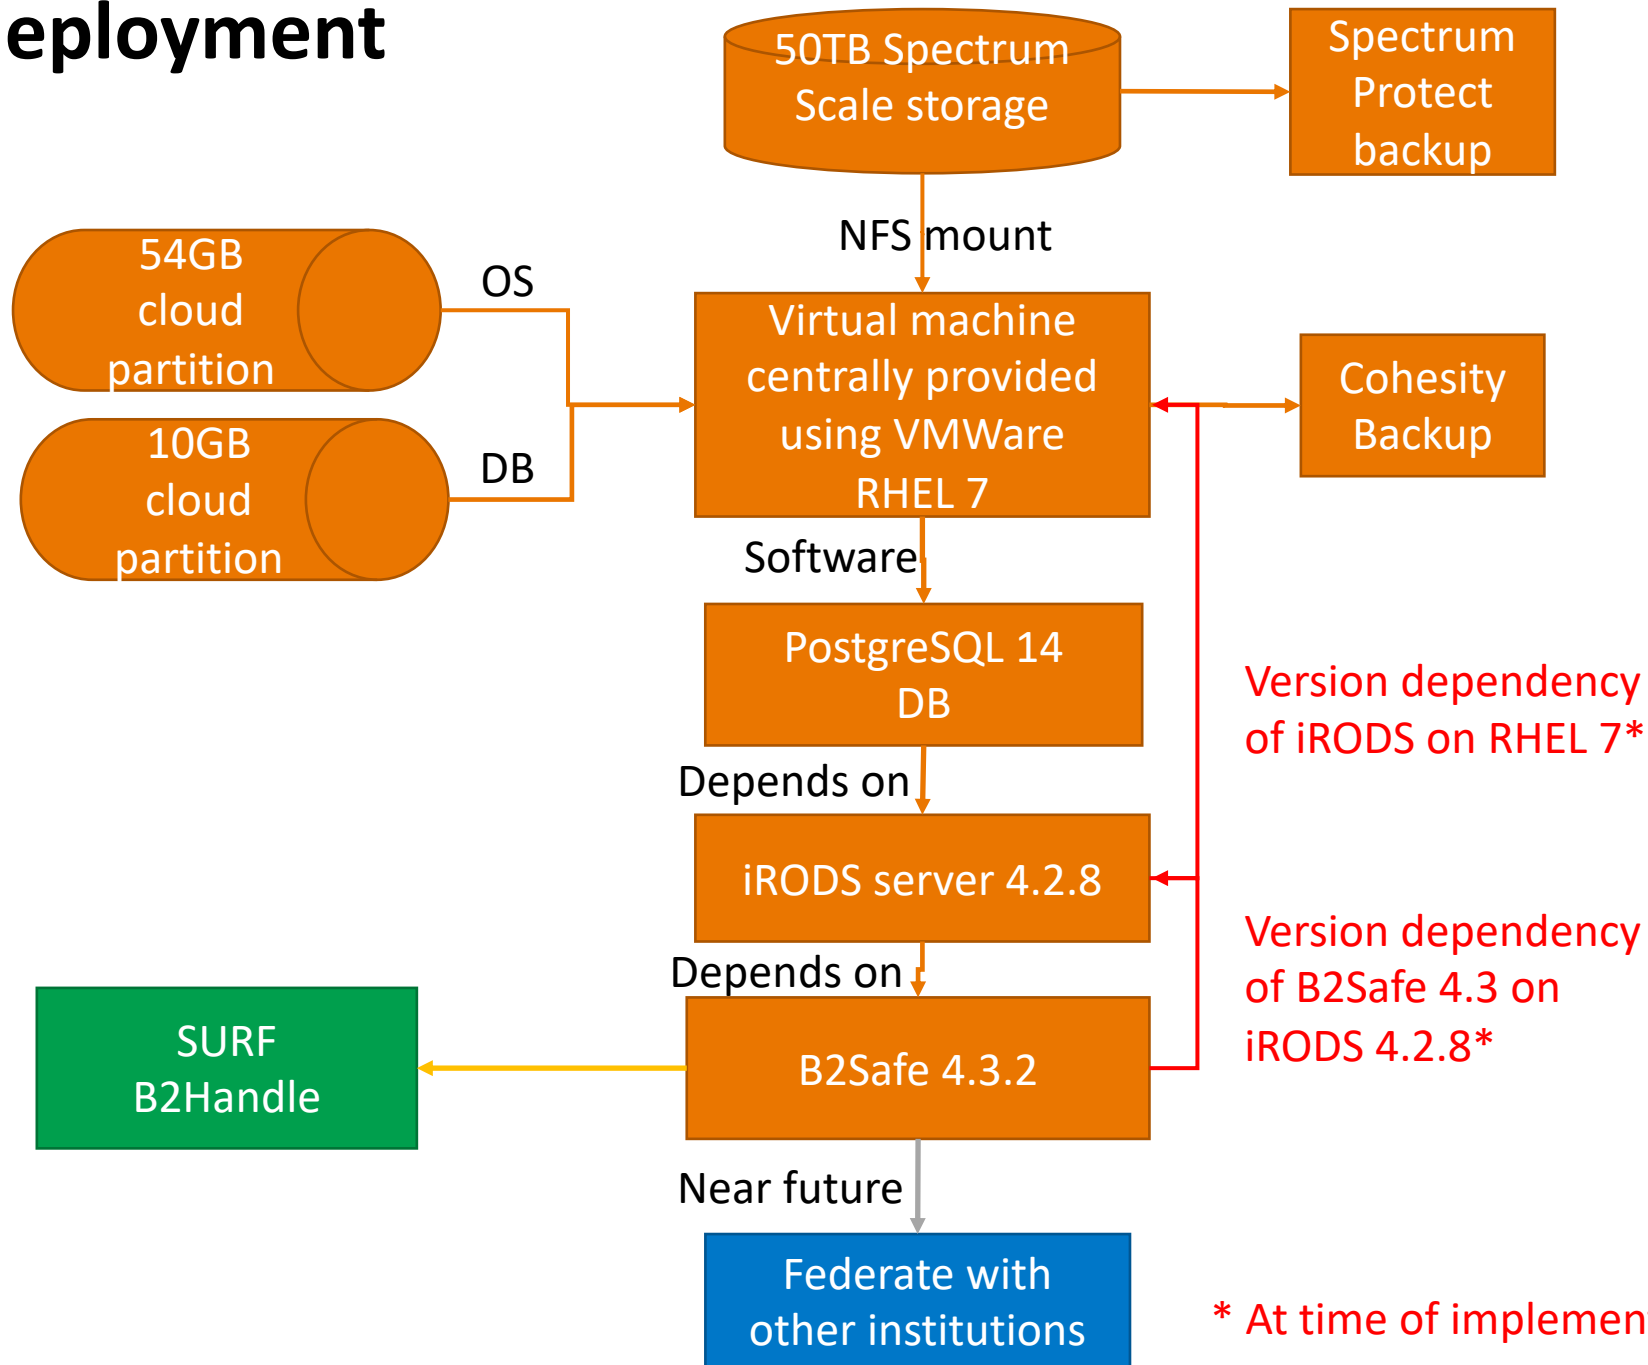 eployment
50TB Spectrum
Scale storage
Spectrum
Protect
backup
NFS mount
54GB
cloud
partition
OS
Virtual machine
centrally provided
using VMWare
RHEL 7
Cohesity
Backup
10GB
cloud
partition
DB
Software
PostgreSQL 14
DB
Version dependency
of iRODS on RHEL 7*
Depends on
iRODS server 4.2.8
Version dependency
of B2Safe 4.3 on
iRODS 4.2.8*
Depends on
SURF
B2Handle
B2Safe 4.3.2
Near future
Federate with
other institutions
* At time of implemen